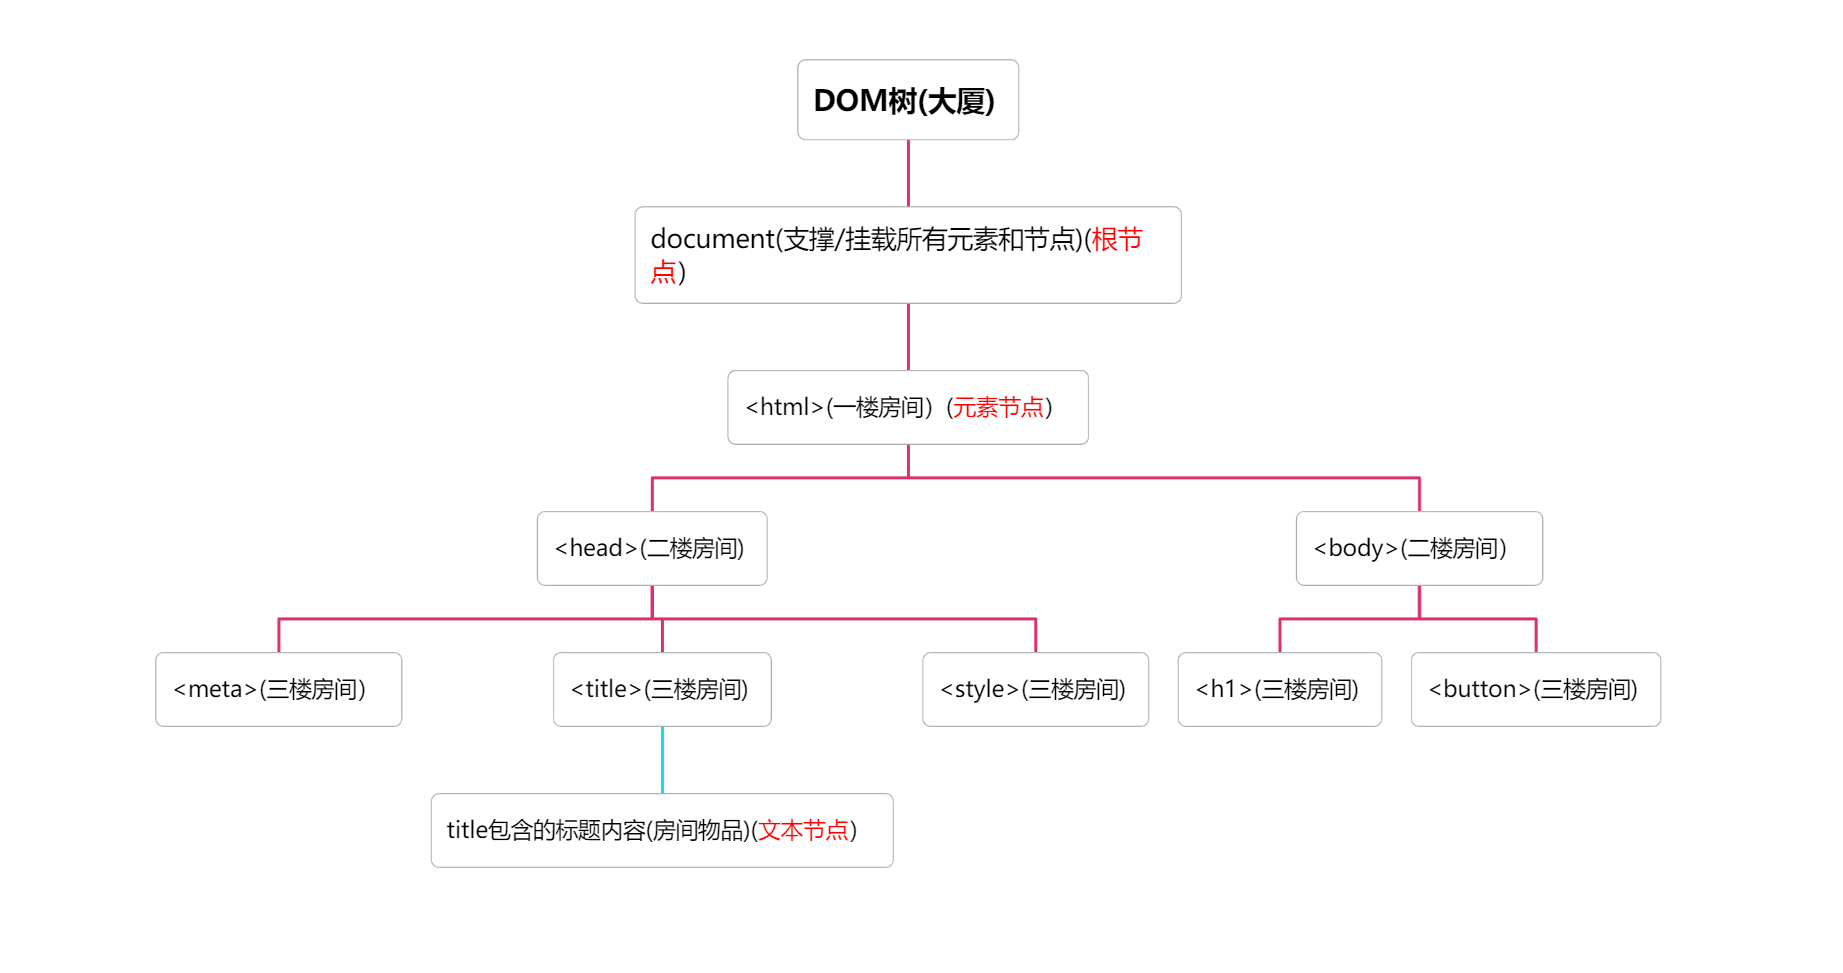 DOM树(大厦)
document(支撑/挂载所有元素和节点)(根节
点)
<html>(一楼房间）(元素节点）
<head>(二楼房间)
<body>(二楼房间）
<meta>(三楼房间）
<title>(三楼房间)
<style>(三楼房间)
<h1>(三楼房间)
<button>(三楼房间)
title包含的标题内容(房间物品)(文本节点）